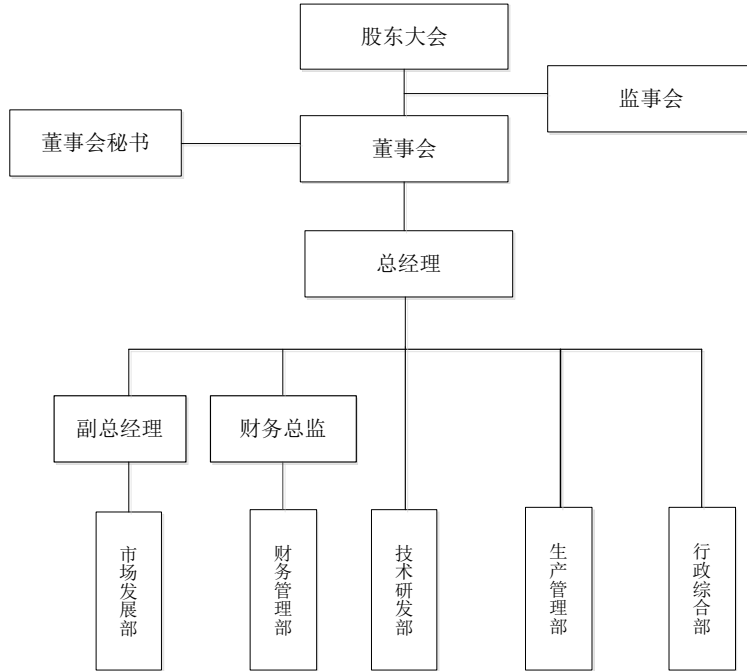 股东大会
监事会
董事会秘书
董事会
总经理
副总经理
财务总监
市场发展部
财务管理部
技术研发部
生产管理部
行政综合部